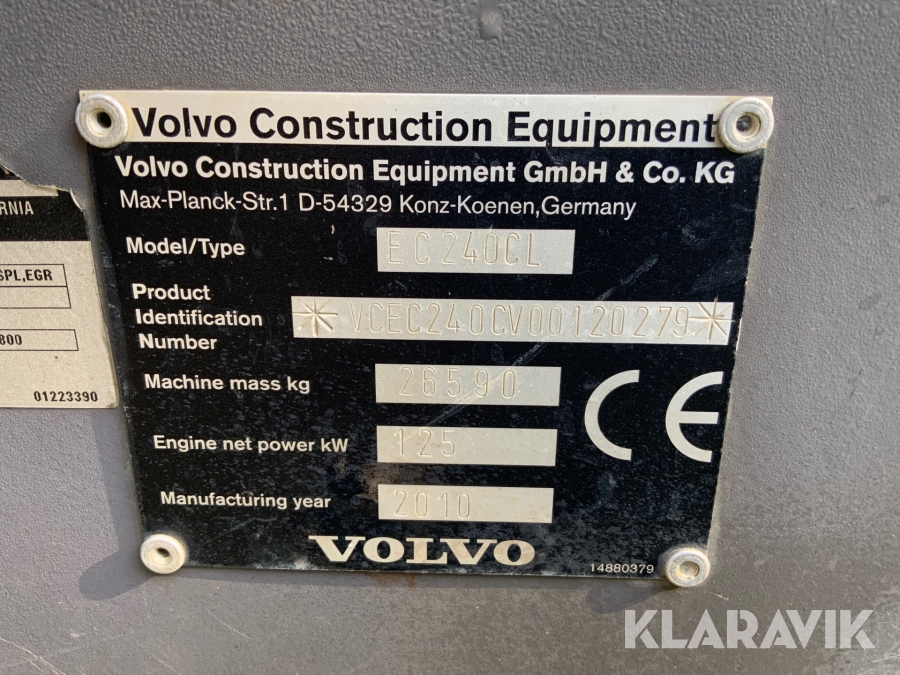 Volvo Construction Equipment
Volvo Construction Equipment GmbH & Co. KG
Max-Planck-Str.1 D-54329 Konz-Koenen,Germany
Model/Type EC240CL
Product
Identification
Number
*VCEC240CV00120279*
Machine mass kg 26590
Engine net power kW 125
Manufacturing year 2010
CE
VOLVO
14880379
RNIA
SPL,EGR
800
01223390
KLARAVIK